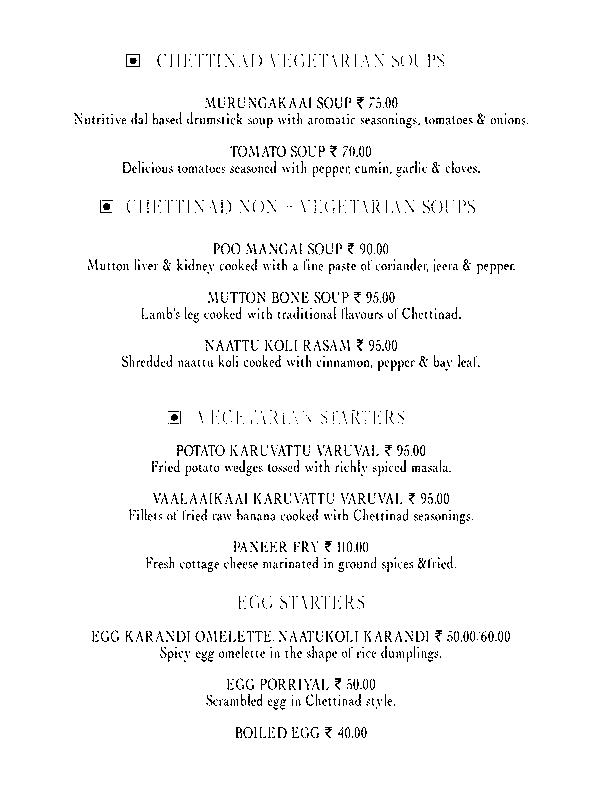 CHETTINAD VEGETARIAN SOUPS
MURUNGAKAAI SOUP ₹ 75.00
Nutritive dal based drumstick soup with aromatic seasonings, tomatoes & onions.
TOMATO SOUP ₹ 70.00
Delicious tomatoes seasoned with pepper, cumin, garlic & cloves.
CHETTINAD NON - VEGETARIAN SOUPS
POO MANGAI SOUP ₹ 90.00
Mutton liver & kidney cooked with a fine paste of coriander, jeera & pepper.
MUTTON BONE SOUP ₹ 95.00
Lamb's leg cooked with traditional flavours of Chettinad.
NAATTU KOLI RASAM ₹ 95.00
Shredded naattu koli cooked with cinnamon, pepper & bay leaf.
VEGETARIAN STARTERS
POTATO KARUVATTU VARUVAL ₹ 95.00
Fried potato wedges tossed with richly spiced masala.
VAALAAIKAAI KARUVATTU VARUVAL ₹ 95.00
Fillets of fried raw banana cooked with Chettinad seasonings.
PANEER FRY ₹ 110.00
Fresh cottage cheese marinated in ground spices &fried.
EGG STARTERS
EGG KARANDI OMELETTE, NAATUKOLI KARANDI ₹ 50.00/60.00
Spicy egg omelette in the shape of rice dumplings.
EGG PORRIYAL ₹ 50.00
Scrambled egg in Chettinad style.
BOILED EGG ₹ 40.00